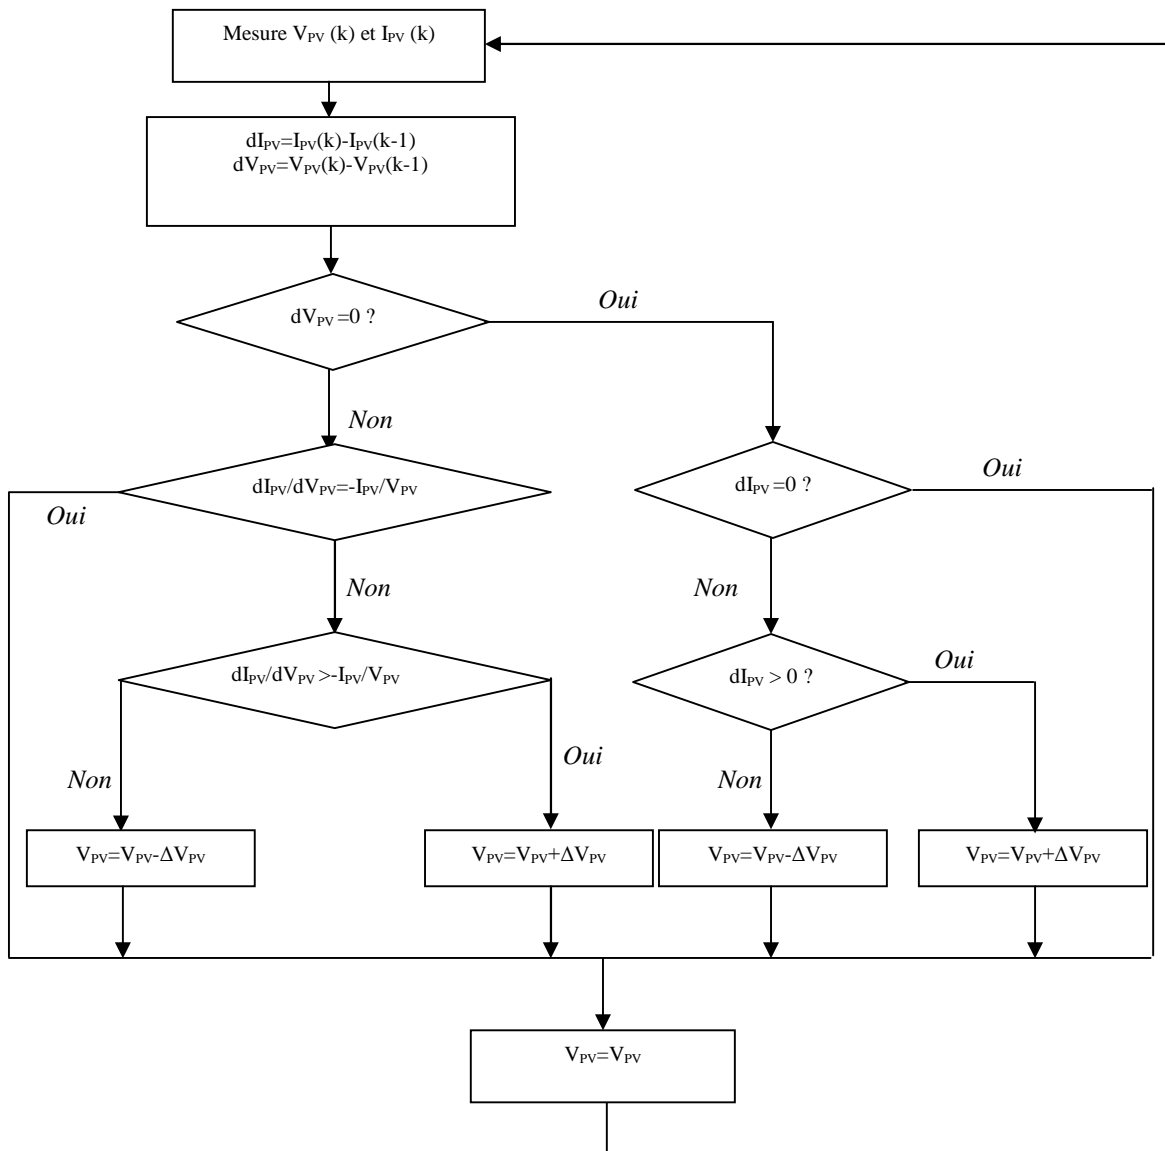 Mesure VPV (k) et IPV (k)
dIPV=IPV(k)-IPV(k-1)
dVPV=VPV(k)-VPV(k-1)
dVPV=0 ?
Oui
Non
dIPV/dVPV=-IPV/VPV
Oui
dIPV=0 ?
Oui
Non
Non
dIPV/dVPV >-IPV/VPV
dIPV > 0 ?
Oui
Non
Oui
Non
VPV=VPV-ΔVPV
VPV=VPV+ΔVPV
VPV=VPV-ΔVPV
VPV=VPV+ΔVPV
VPV=VPV